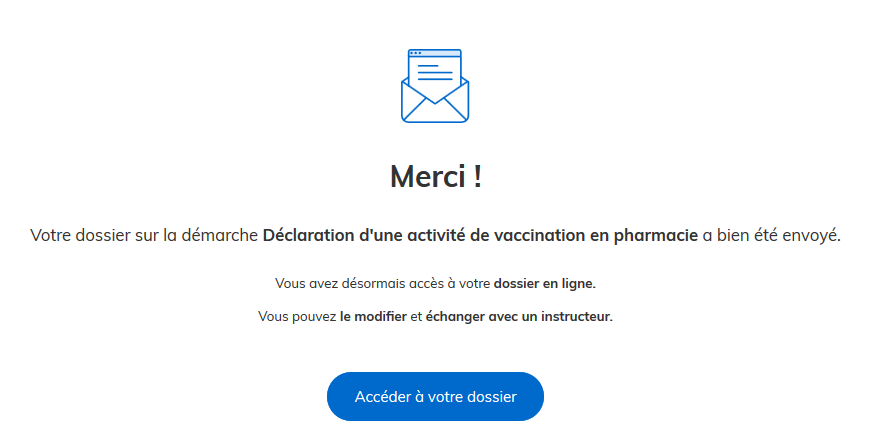 Merci !
Votre dossier sur la démarche Déclaration d'une activité de vaccination en pharmacie a bien été envoyé.
Vous avez désormais accès à votre dossier en ligne.
Vous pouvez le modifier et échanger avec un instructeur.
Accéder à votre dossier